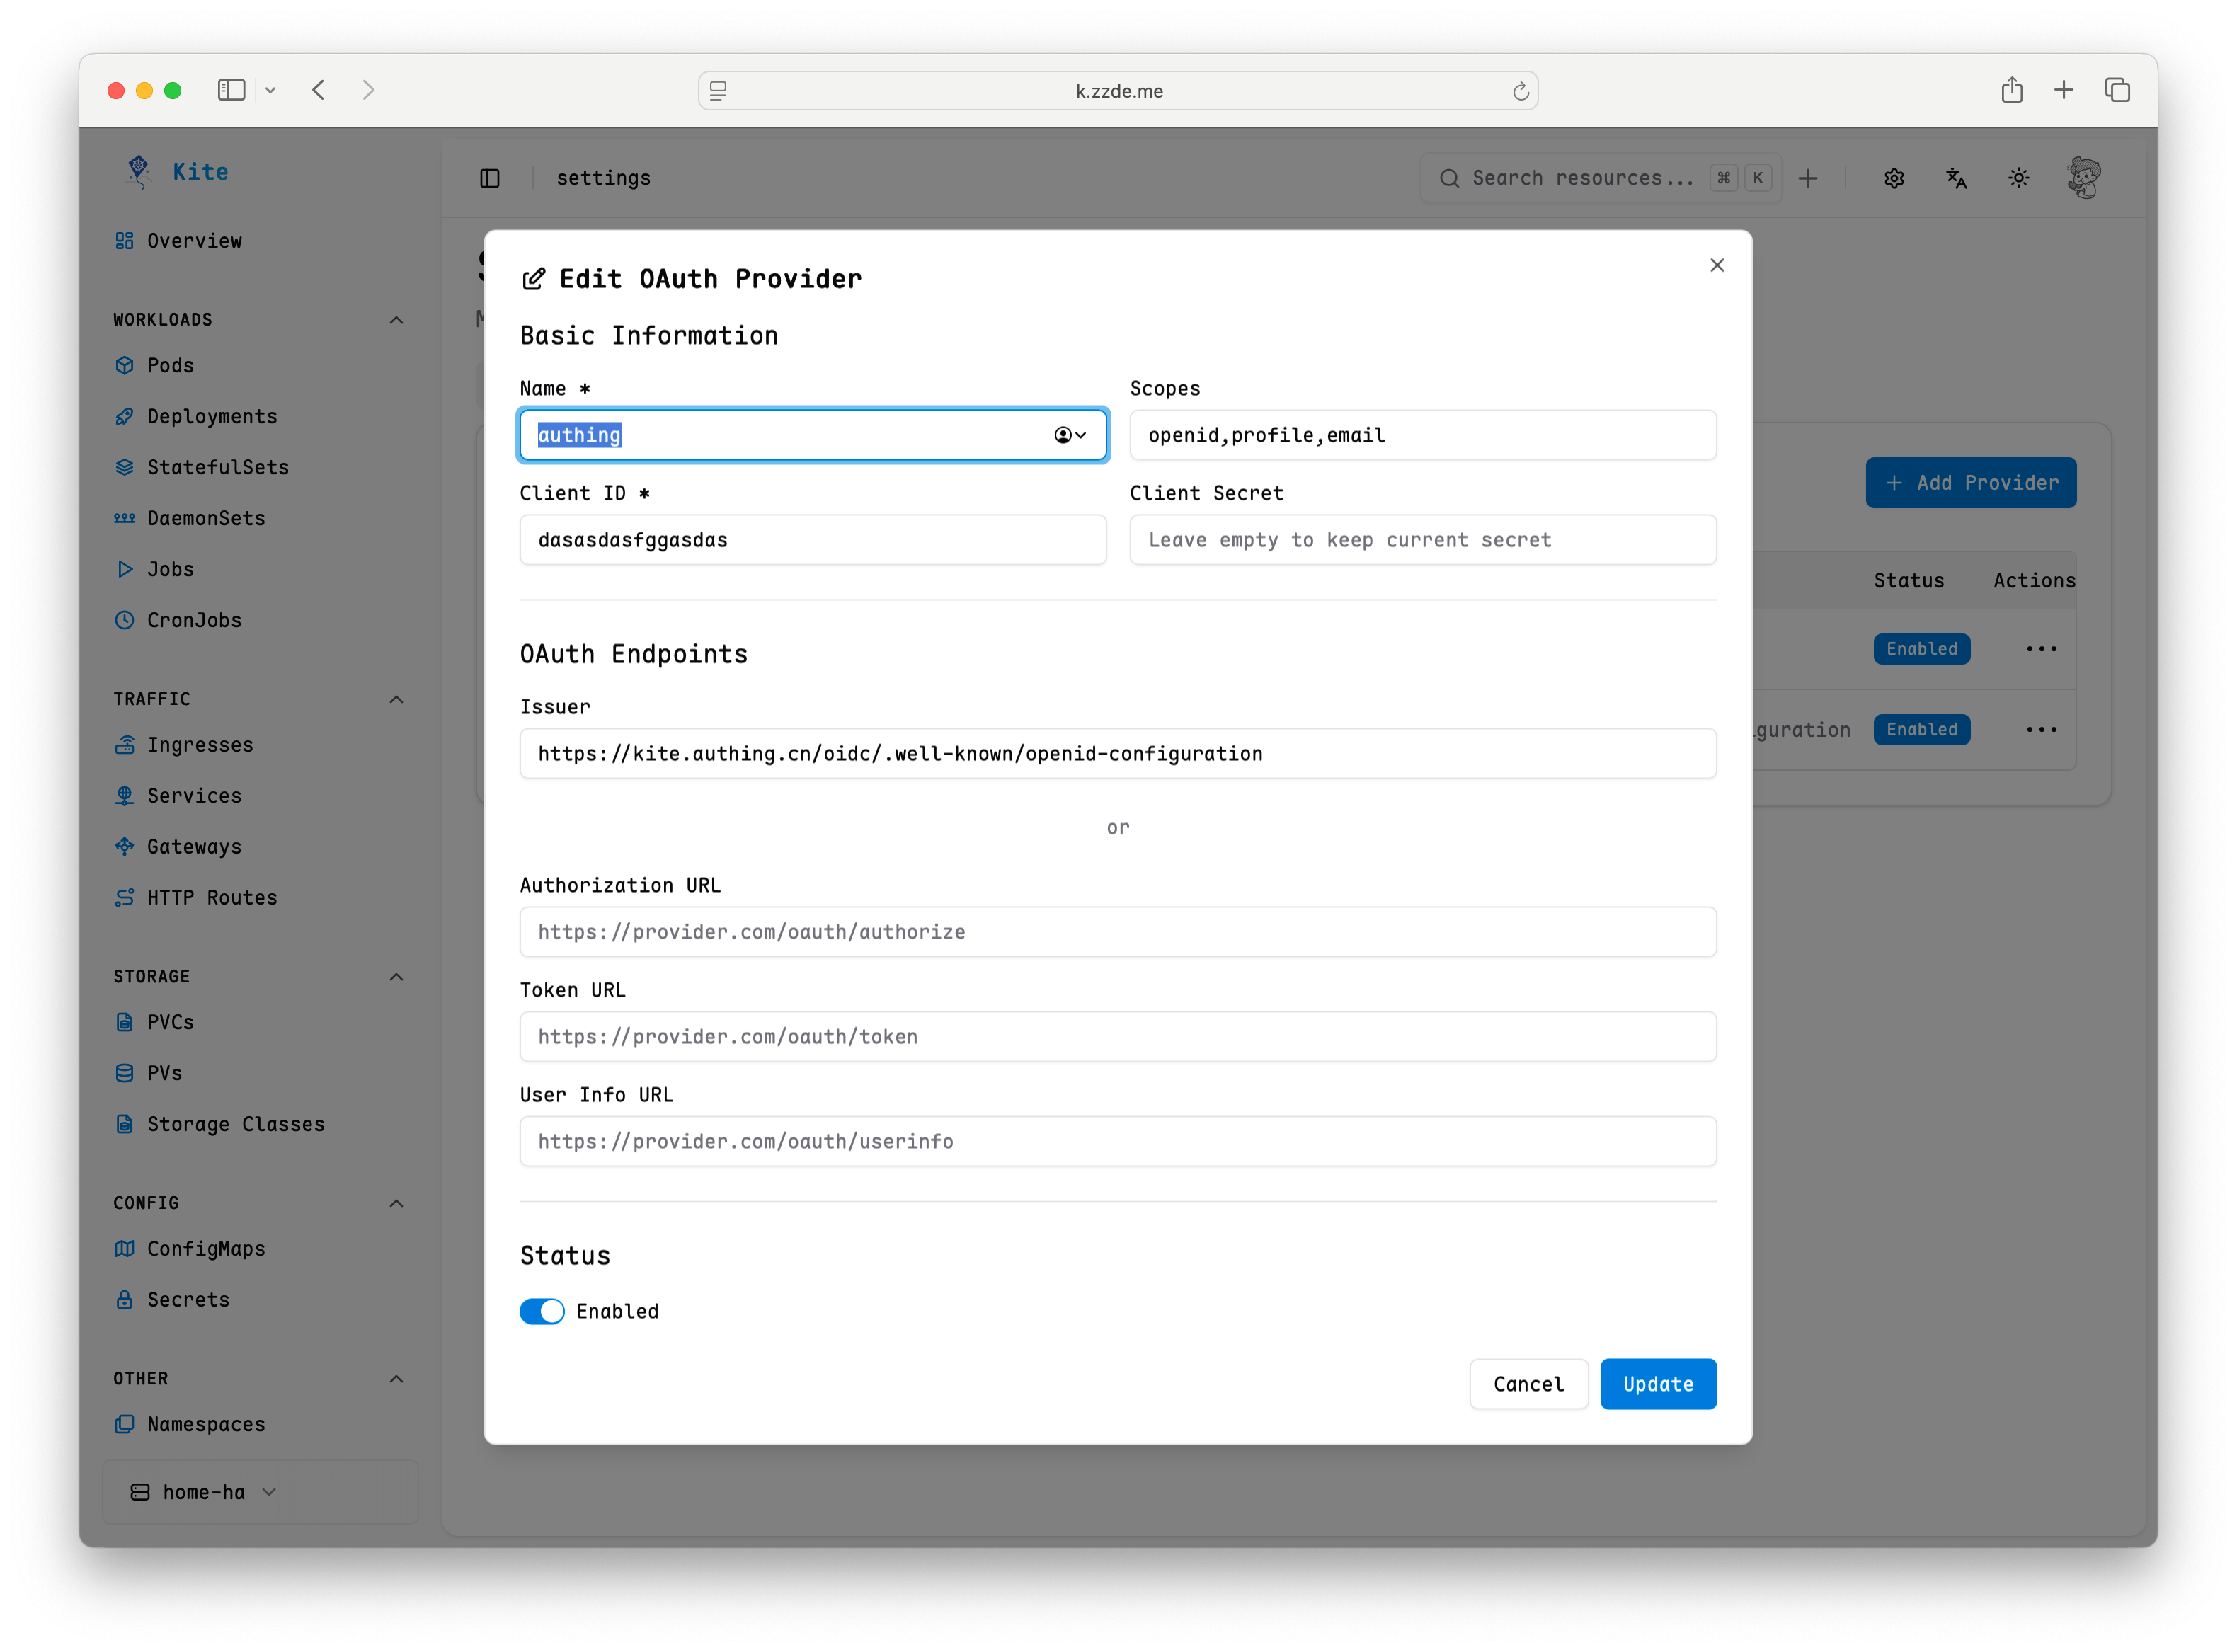 k.zzde.me
Kite
settings
Search resources... ⌘ K
Overview
WORKLOADS
Pods
Deployments
StatefulSets
DaemonSets
Jobs
CronJobs
TRAFFIC
Ingresses
Services
Gateways
HTTP Routes
STORAGE
PVCs
PVs
Storage Classes
CONFIG
ConfigMaps
Secrets
OTHER
Namespaces
home-ha
Edit OAuth Provider
Basic Information
Name *
authing
Scopes
openid,profile,email
Client ID *
dasasdasfggasdas
Client Secret
Leave empty to keep current secret
OAuth Endpoints
Issuer
https://kite.authing.cn/oidc/.well-known/openid-configuration
or
Authorization URL
https://provider.com/oauth/authorize
Token URL
https://provider.com/oauth/token
User Info URL
https://provider.com/oauth/userinfo
Status
Enabled
Cancel
Update
+ Add Provider
Status Actions
Enabled
guration Enabled